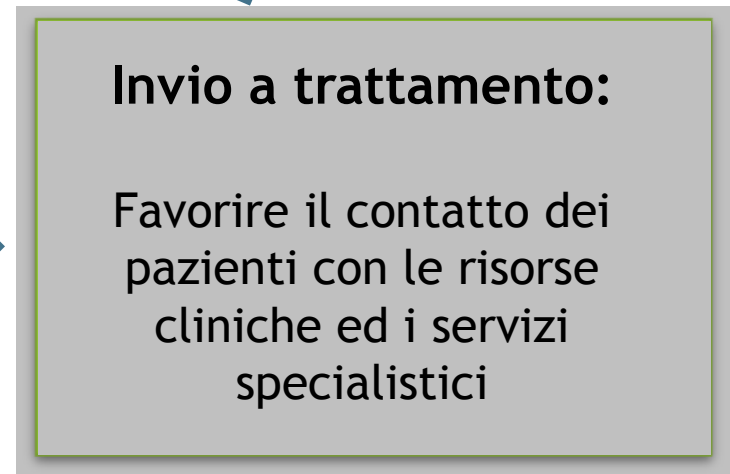 Invio a trattamento:
Favorire il contatto dei
pazienti con le risorse
cliniche ed i servizi
specialistici